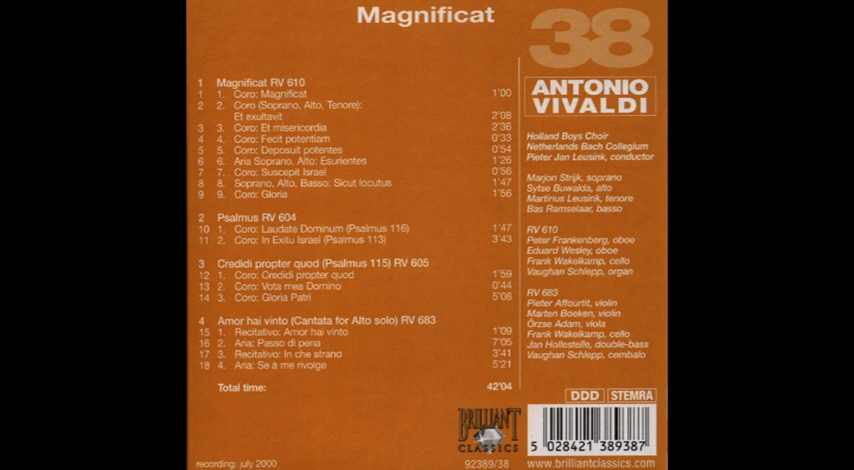 Magnificat
38
ANTONIO
VIVALDI
1 Magnificat RV 610
1 1. Coro: Magnificat 1'00
2 2. Coro (Soprano, Alto, Tenore):
Et exultavit 2'08
3 3. Coro: Et misericordia 2'36
4 4. Coro: Fecit potentiam 0'33
5 5. Coro: Deposuit potentes 0'54
6 6. Aria Soprano, Alto: Esurientes 1'26
7 7. Coro: Suscepit Israel 0'56
8 8. Soprano, Alto, Basso: Sicut locutus 1'47
9 9. Coro: Gloria 1'56
2 Psalmus RV 604
10 1. Coro: Laudate Dominum (Psalmus 116) 1'47
11 2. Coro: In Exitu Israel (Psalmus 113) 3'43
3 Credidi propter quod (Psalmus 115) RV 605
12 1. Coro: Credidi propter quod 1'59
13 2. Coro: Vota mea Domino 0'44
14 3. Coro: Gloria Patri 5'08
4 Amor hai vinto (Cantata for Alto solo) RV 683
15 1. Recitativo: Amor hai vinto 1'09
16 2. Aria: Passo di pena 7'05
17 3. Recitativo: In che strano 3'41
18 4. Aria: Se à me rivolge 5'21
Total time: 42'04
Holland Boys Choir
Netherlands Bach Collegium
Pieter Jan Leusink, conductor
Marjon Strijk, soprano
Sytse Buwalda, alto
Martinus Leusink, tenore
Bas Ramselaar, basso
RV 610
Peter Frankenberg, oboe
Eduard Wesley, oboe
Frank Wakelkamp, cello
Vaughan Schlepp, organ
RV 683
Pieter Affourtit, violin
Marten Boeken, violin
Örzse Adam, viola
Frank Wakelkamp, cello
Jan Hollestelle, double-bass
Vaughan Schlepp, cembalo
DDD STEMRA
BRILLIANT
CLASSICS
5 028421 389387
recording: july 2000
92389/38
www.brilliantclassics.com